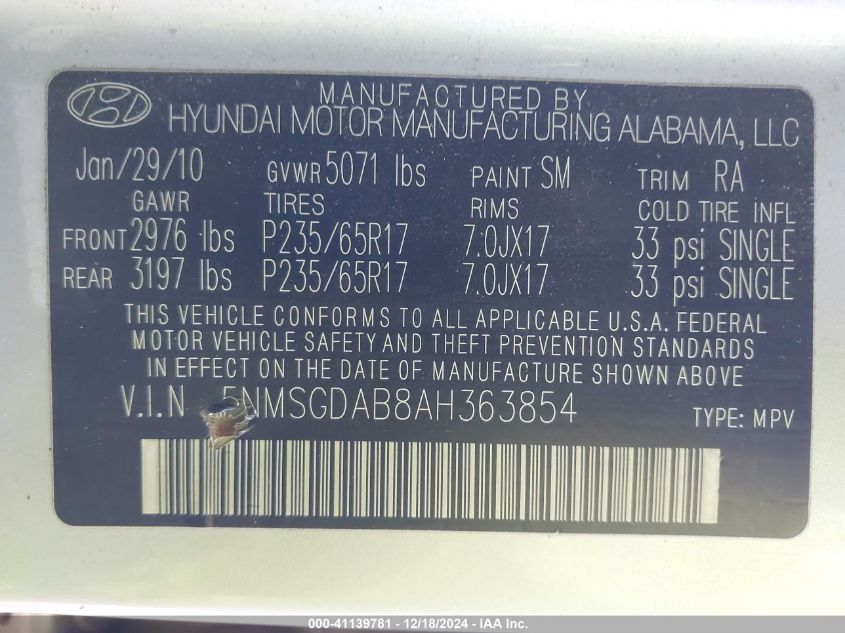 MANUFACTURED BY
HYUNDAI MOTOR MANUFACTURING ALABAMA, LLC
Jan/29/10 GVWR 5071 lbs PAINT SM TRIM RA
GAWR TIRES RIMS COLD TIRE INFL
FRONT 2976 lbs P235/65R17 7.0JX17 33 psi SINGLE
REAR 3197 lbs P235/65R17 7.0JX17 33 psi SINGLE
THIS VEHICLE CONFORMS TO ALL APPLICABLE U.S.A. FEDERAL
MOTOR VEHICLE SAFETY AND THEFT PREVENTION STANDARDS
IN EFFECT ON THE DATE OF MANUFACTURE SHOWN ABOVE
V.I.N 5NMSGDAB8AH363854 TYPE: MPV
000-41139781 - 12/18/2024 - IAA Inc.